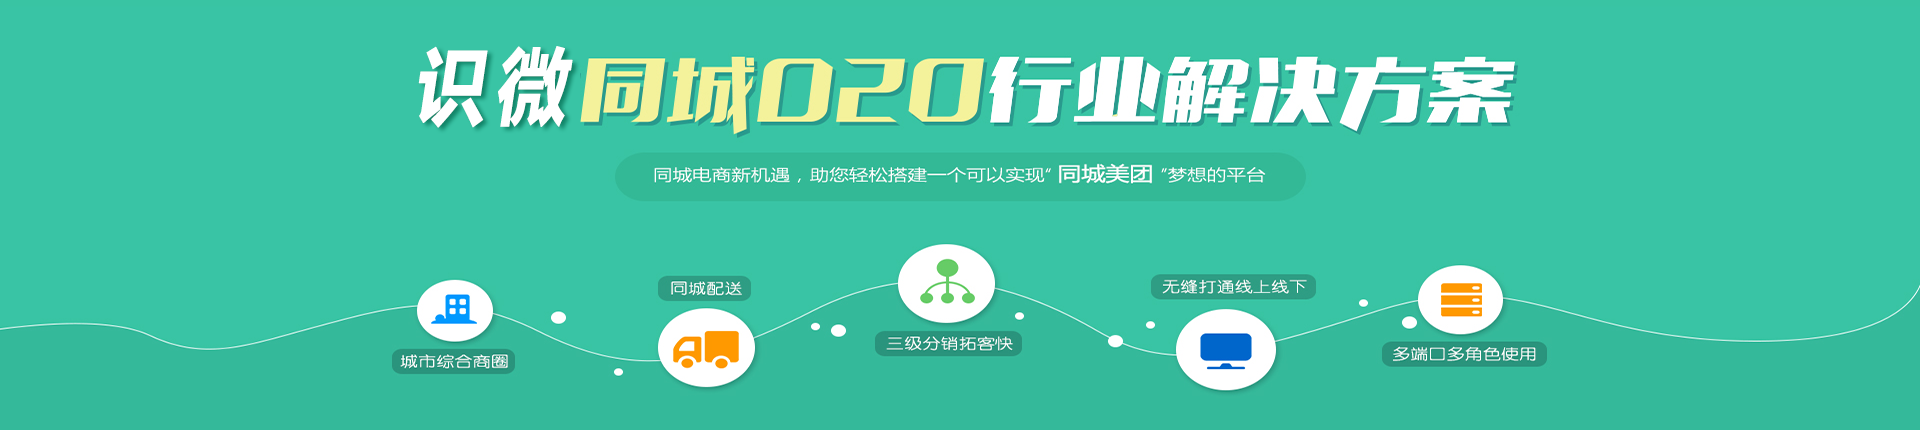 识微同城O2O行业解决方案
同城电商新机遇，助您轻松搭建一个可以实现“同城美团”梦想的平台
城市综合商圈
同城配送
三级分销拓客快
无缝打通线上线下
多端口多角色使用